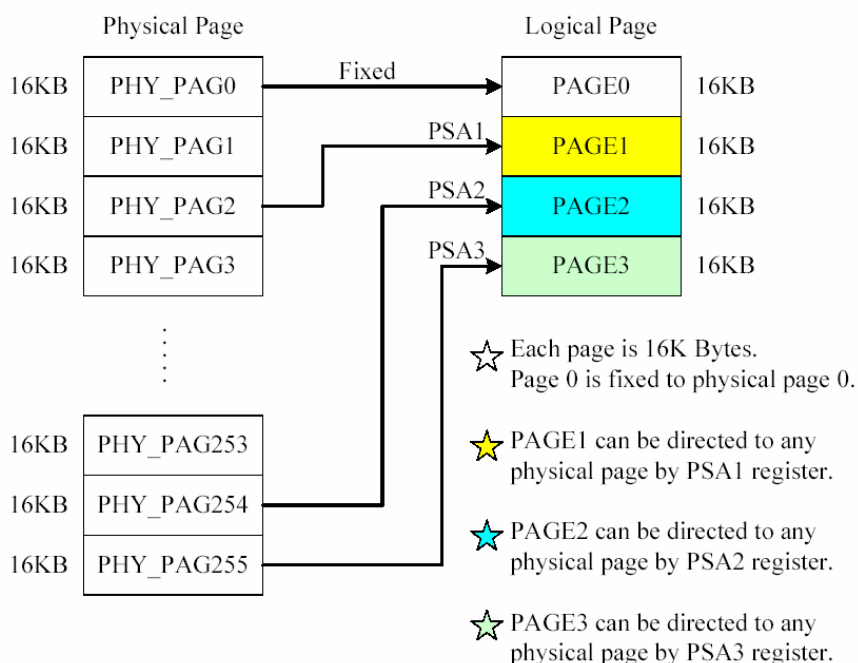 Physical Page
Logical Page
16KB PHY_PAG0 Fixed PAGE0 16KB
16KB PHY_PAG1 PSA1 PAGE1 16KB
16KB PHY_PAG2 PSA2 PAGE2 16KB
16KB PHY_PAG3 PSA3 PAGE3 16KB
16KB PHY_PAG253
16KB PHY_PAG254
16KB PHY_PAG255
Each page is 16K Bytes.
Page 0 is fixed to physical page 0.
PAGE1 can be directed to any
physical page by PSA1 register.
PAGE2 can be directed to any
physical page by PSA2 register.
PAGE3 can be directed to any
physical page by PSA3 register.